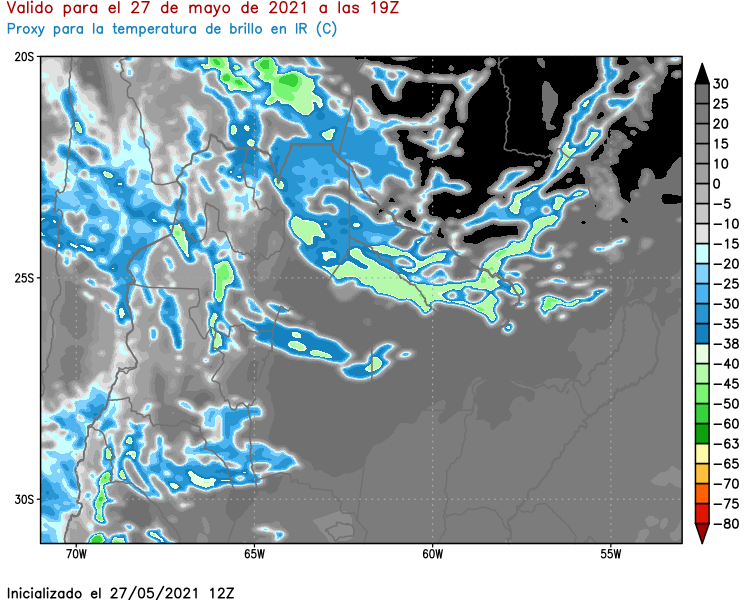 Valido para el 27 de mayo de 2021 a las 19Z
Proxy para la temperatura de brillo en IR (C)
20S
25S
30S
70W
65W
60W
55W
30
25
20
15
10
0
−5
−10
−15
−20
−25
−30
−35
−38
−40
−45
−50
−60
−63
−65
−70
−75
−80
Inicializado el 27/05/2021 12Z